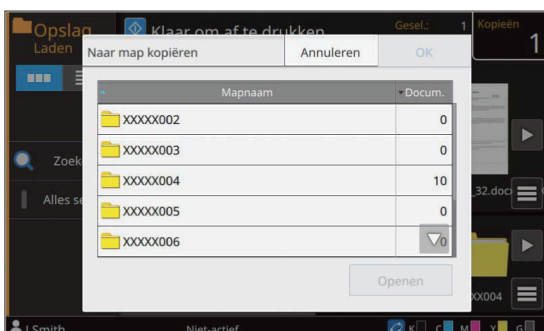 Opslag
Laden
Klaar om af te drukken
Gesel.: 1
Kopieën
1
Naar map kopiëren
Annuleren
OK
Mapnaam
Docum.
XXXXX002 0
XXXXX003 0
XXXXX004 10
XXXXX005 0
XXXXX006 0
Zoek
Alles se
_32.doc
XX004
Openen
J.Smith
Niet-actief
K C M Y G